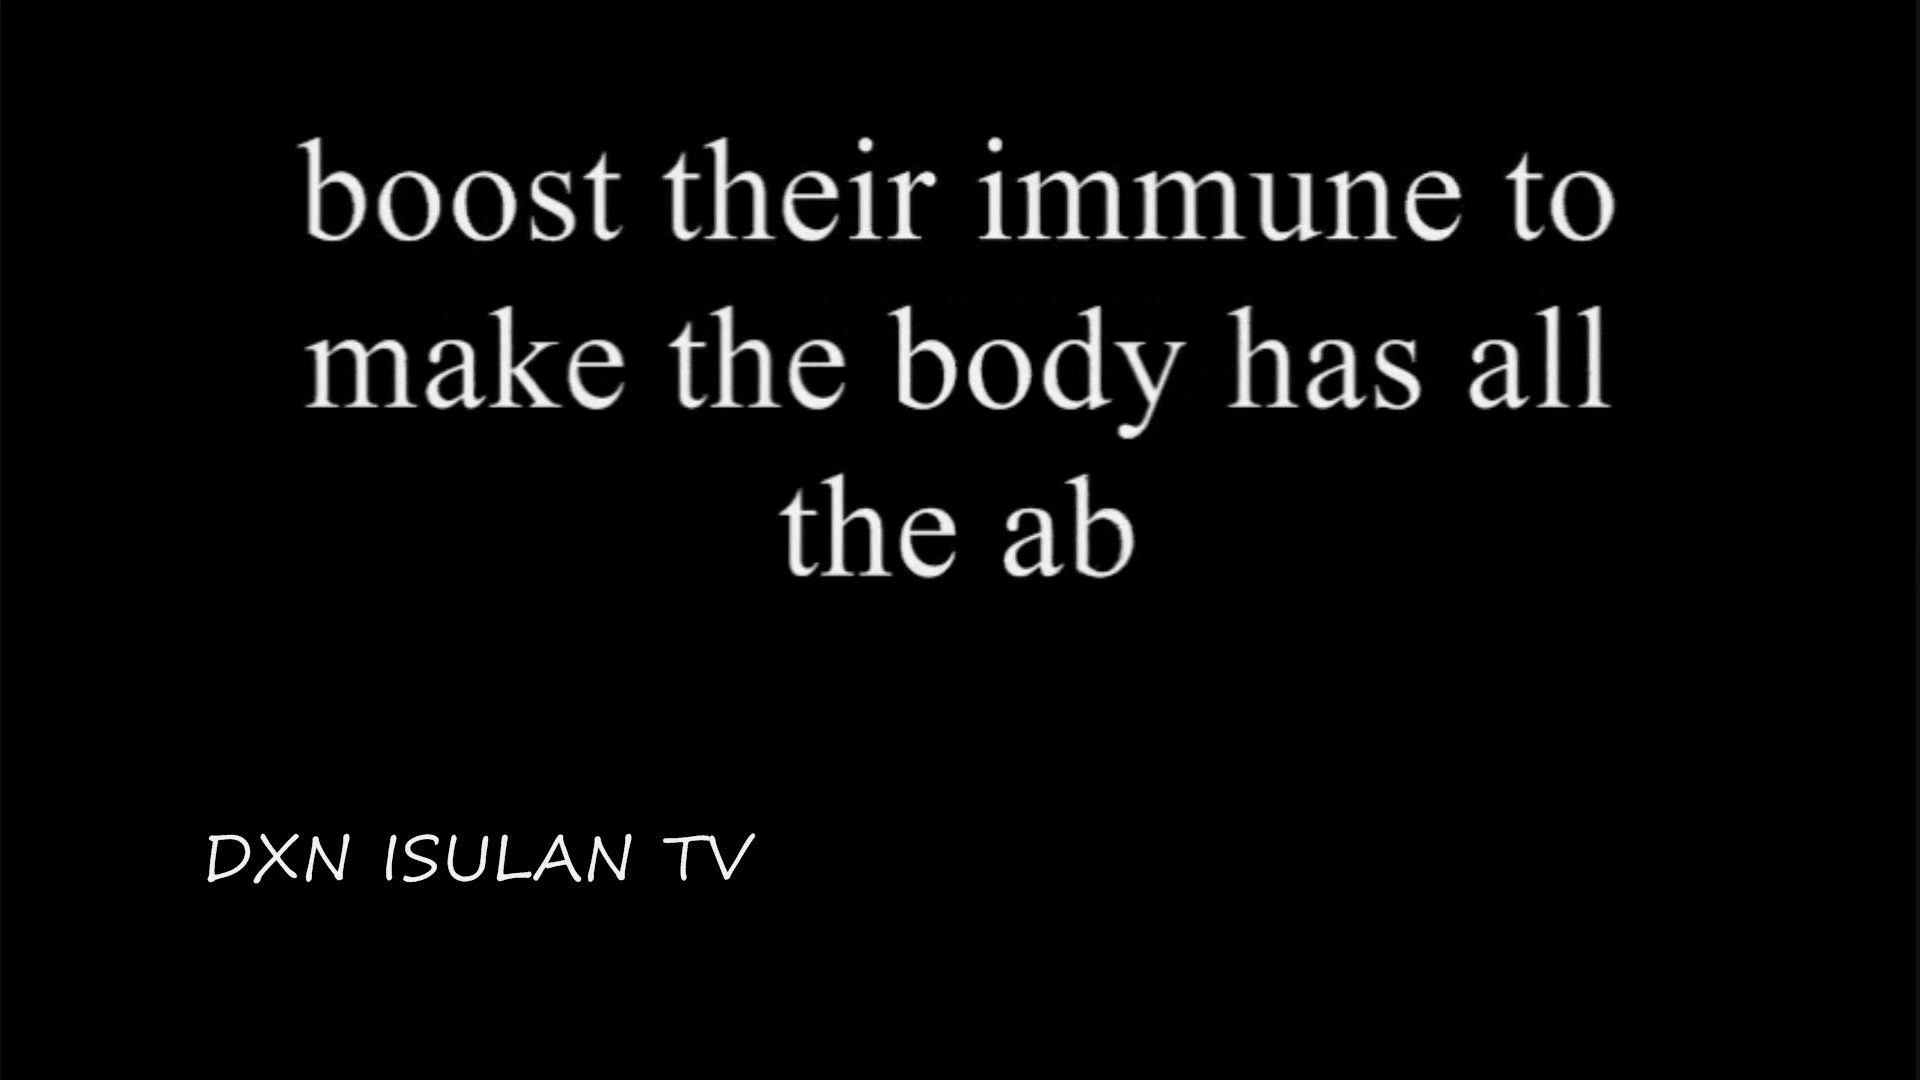 boost their immune to
make the body has all
the ab
DXN ISULAN TV